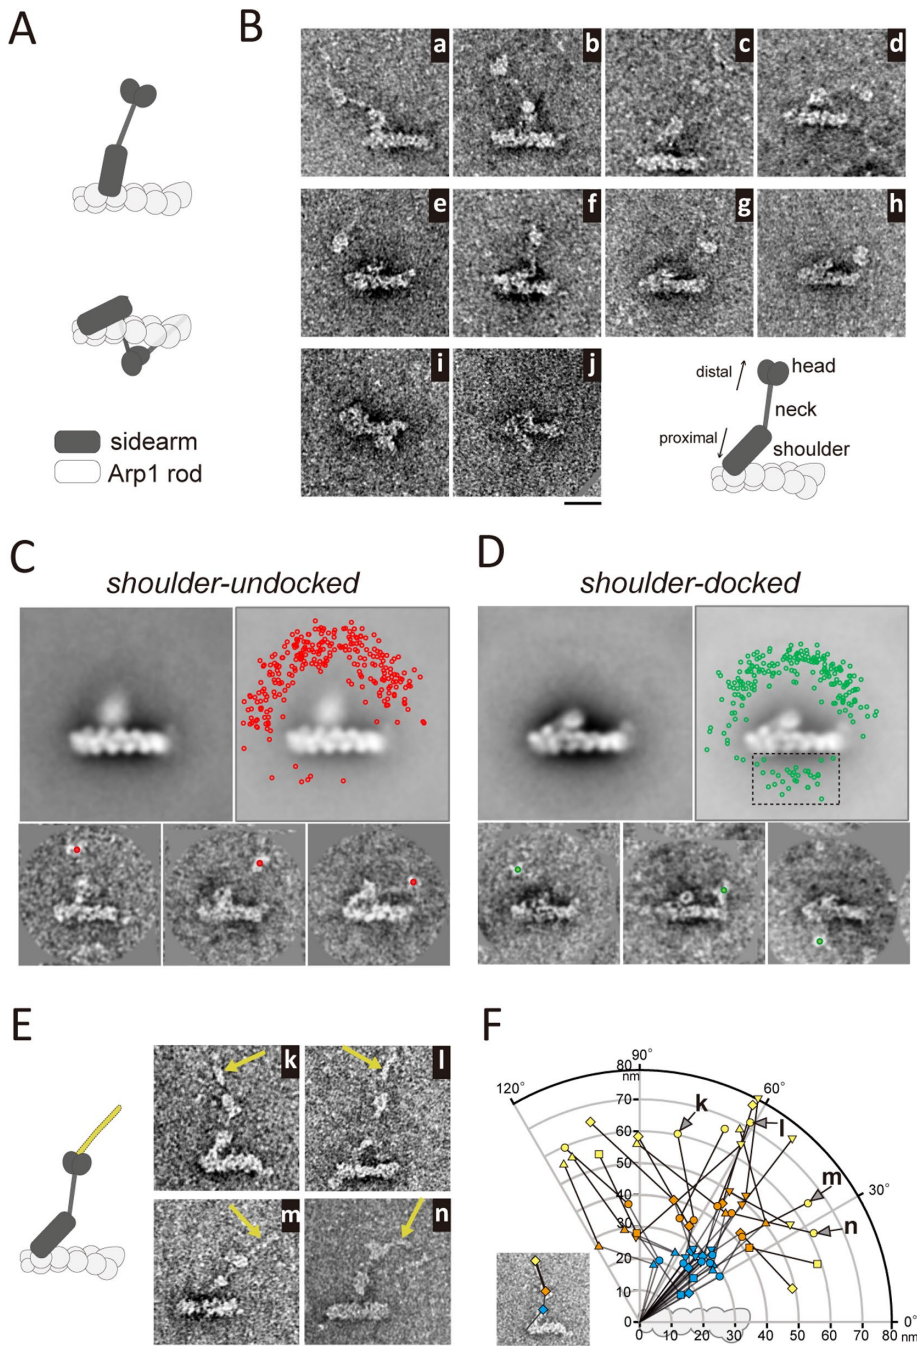 A
B
a
b
c
d
sidearm
Arp1 rod
e
f
g
h
i
j
distal
head
neck
proximal
shoulder
C
shoulder-undocked
D
shoulder-docked
E
k
l
m
n
F
90°
80
nm
120°
60°
70
k
60
l
50
m
40
30°
30
n
20
10
0
0°
0 10 20 30 40 50 60 70 80
nm